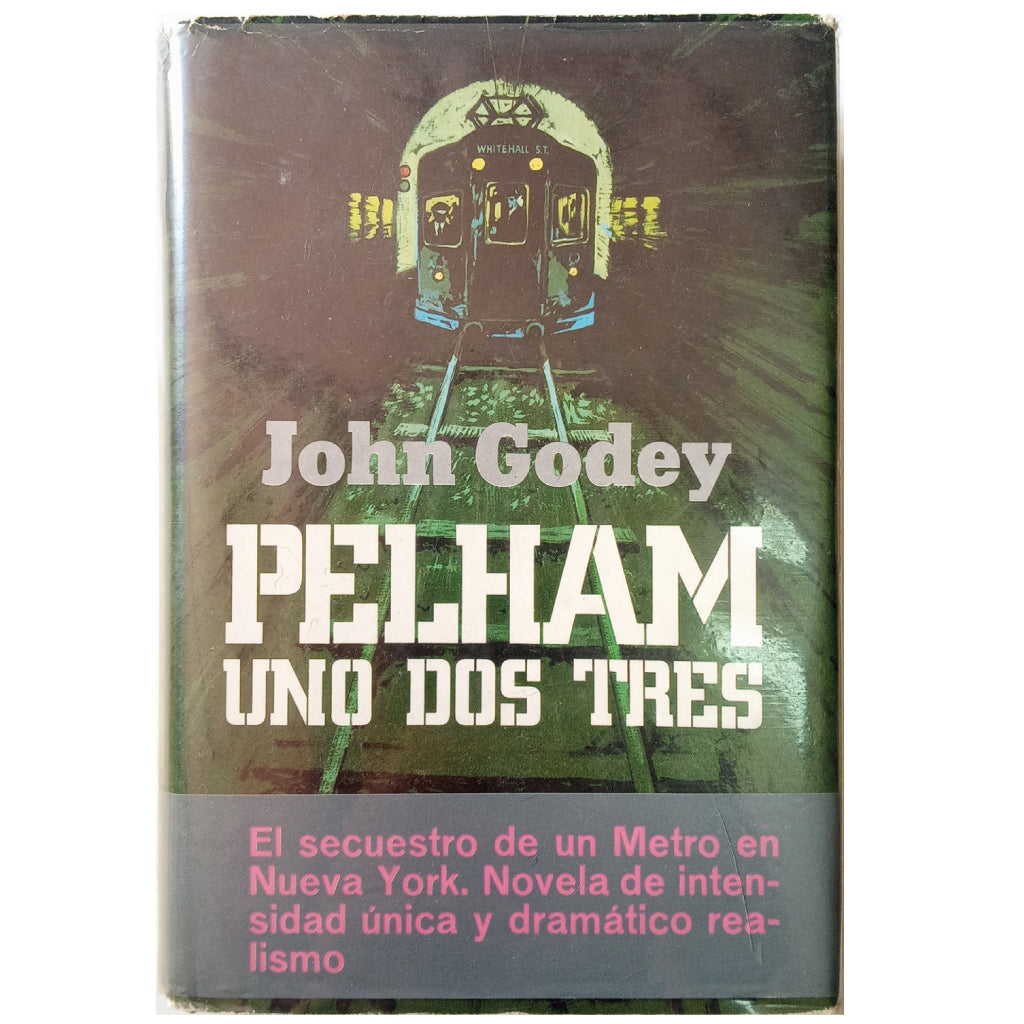 WHITEHALL S.T.
John Godey
PELHAM
UNO DOS TRES
El secuestro de un Metro en
Nueva York. Novela de inten-
sidad única y dramático rea-
lismo